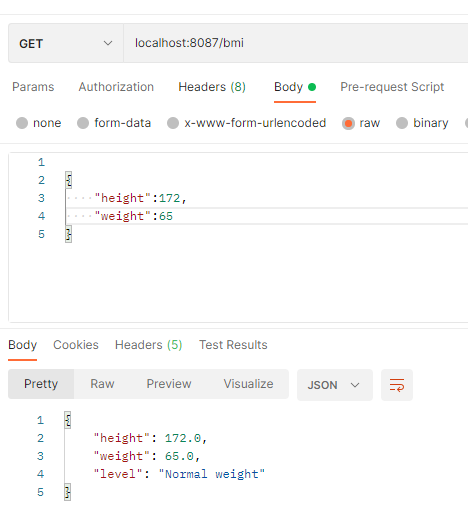 GET localhost:8087/bmi
Params Authorization Headers (8) Body Pre-request Script
none form-data x-www-form-urlencoded raw binary
1
2 {
3 "height":172,
4 "weight":65
5 }
Body Cookies Headers (5) Test Results
Pretty Raw Preview Visualize JSON
1 {
2 "height": 172.0,
3 "weight": 65.0,
4 "level": "Normal weight"
5 }